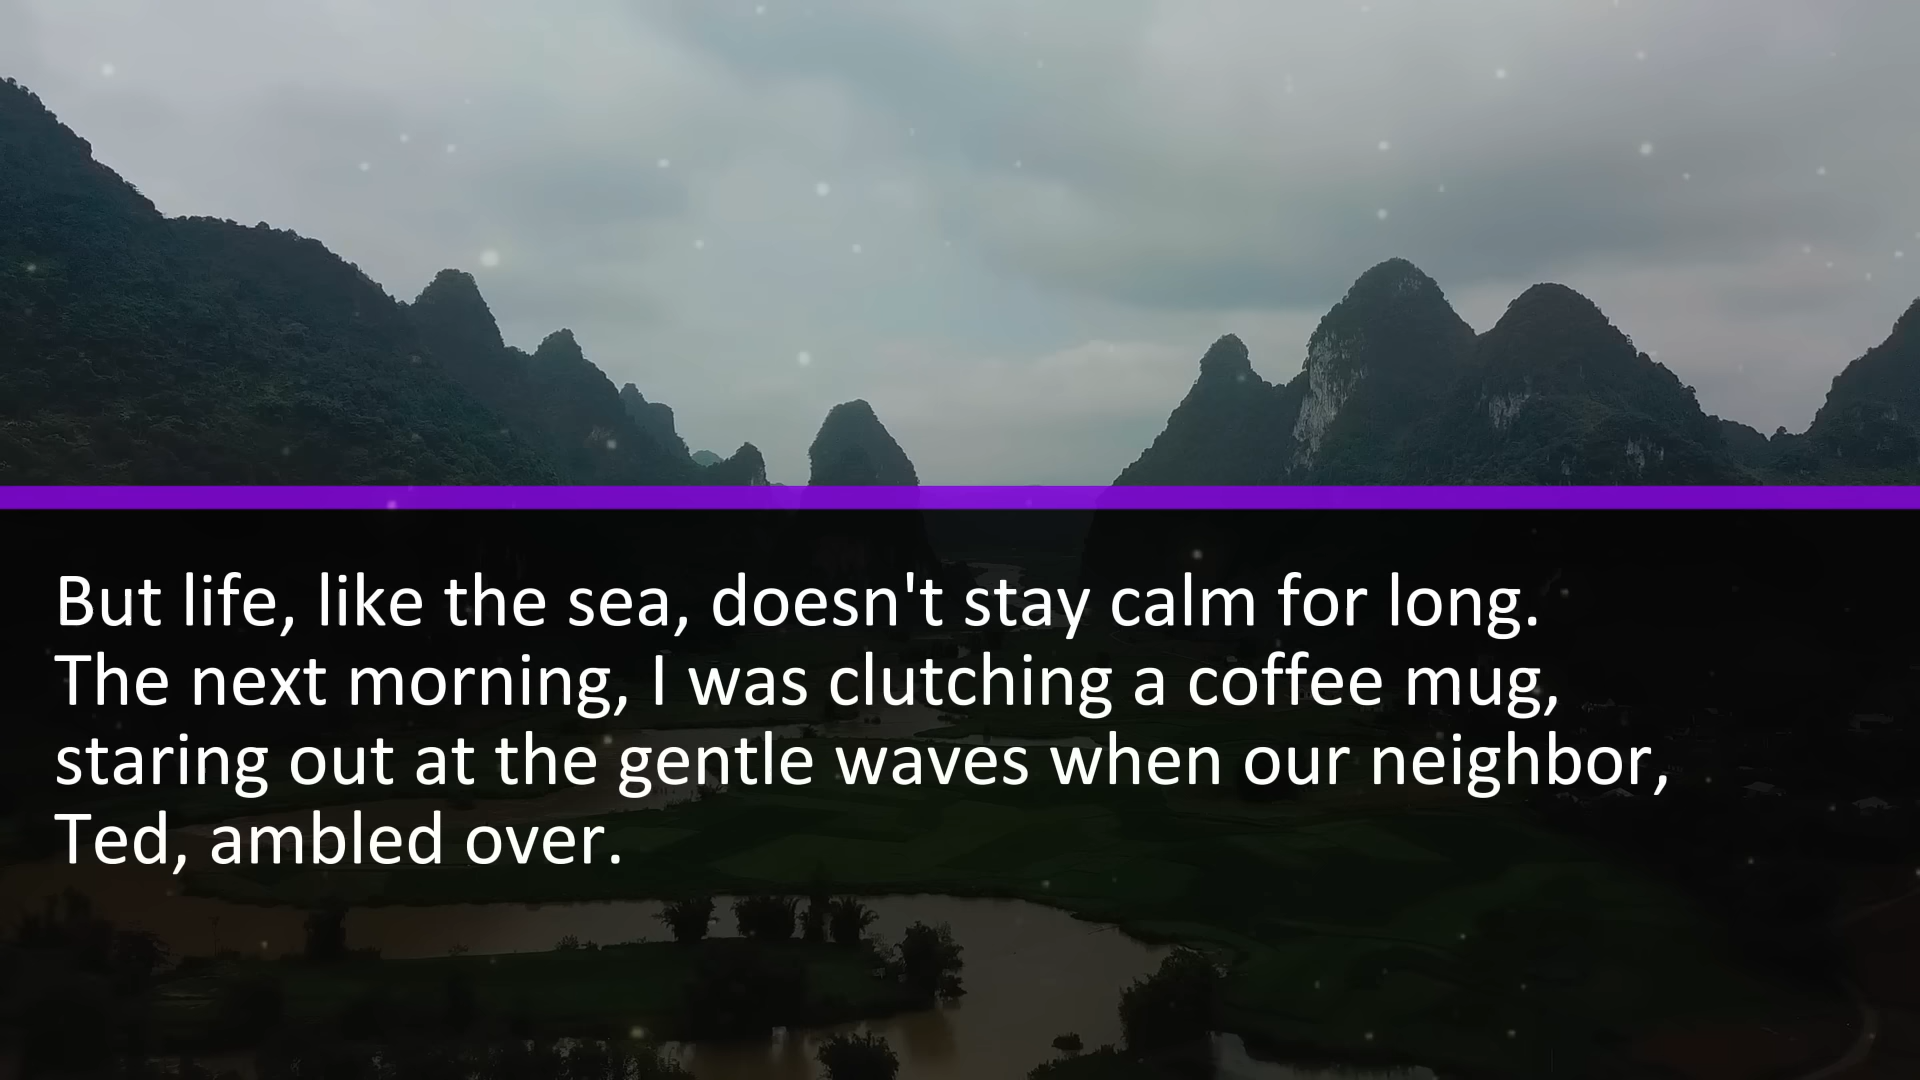 But life, like the sea, doesn't stay calm for long.
The next morning, I was clutching a coffee mug,
staring out at the gentle waves when our neighbor,
Ted, ambled over.